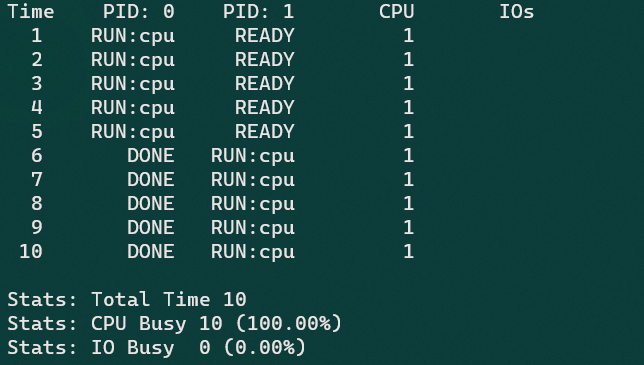 Time    PID: 0    PID: 1       CPU       IOs
  1   RUN:cpu     READY         1
  2   RUN:cpu     READY         1
  3   RUN:cpu     READY         1
  4   RUN:cpu     READY         1
  5   RUN:cpu     READY         1
  6      DONE   RUN:cpu         1
  7      DONE   RUN:cpu         1
  8      DONE   RUN:cpu         1
  9      DONE   RUN:cpu         1
 10      DONE   RUN:cpu         1
Stats: Total Time 10
Stats: CPU Busy 10 (100.00%)
Stats: IO Busy  0 (0.00%)